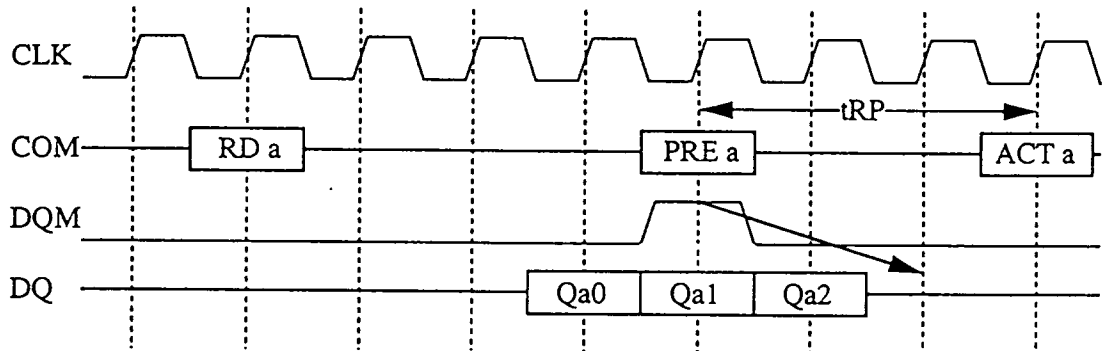 CLK
tRP
COM RD a PRE a ACT a
DQM
DQ Qa0 Qa1 Qa2